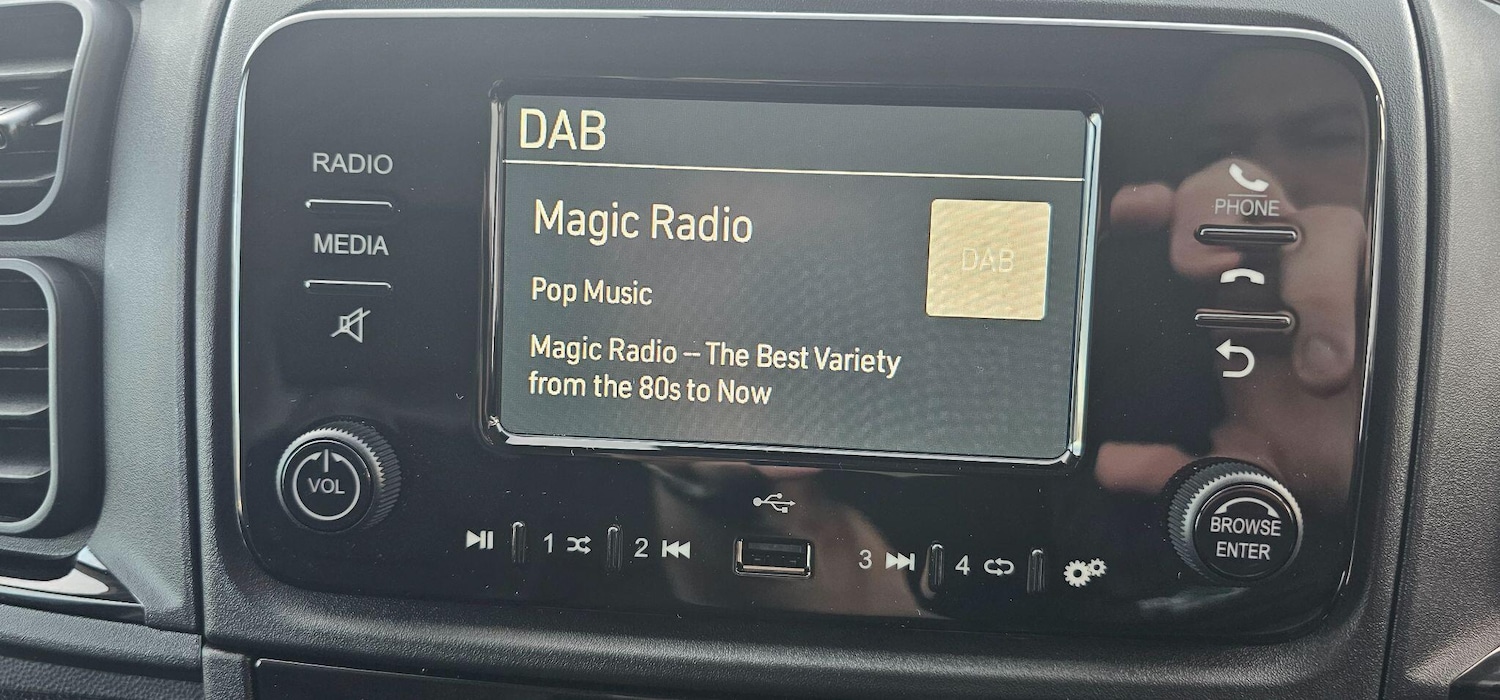 DAB
RADIO
MEDIA
Magic Radio
Pop Music
Magic Radio – The Best Variety
from the 80s to Now
DAB
PHONE
VOL
1
2
3
4
BROWSE
ENTER